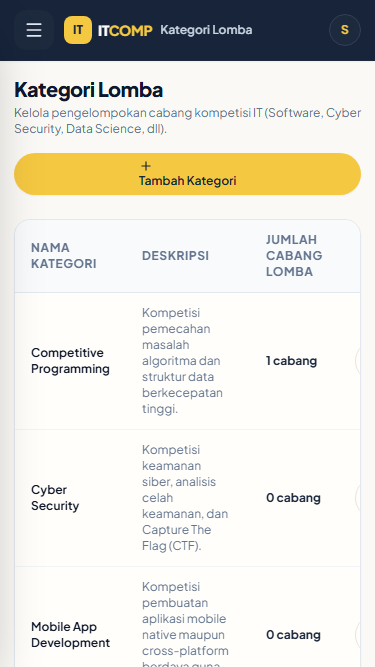 IT ITCOMP Kategori Lomba S
Kategori Lomba
Kelola pengelompokan cabang kompetisi IT (Software, Cyber
Security, Data Science, dll).
+
Tambah Kategori
NAMA
KATEGORI
DESKRIPSI
JUMLAH
CABANG
LOMBA
Competitive
Programming
Kompetisi
pemecahan
masalah
algoritma dan
struktur data
berkecepatan
tinggi.
1 cabang
Cyber
Security
Kompetisi
keamanan
siber, analisis
celah
keamanan, dan
Capture The
Flag (CTF).
0 cabang
Mobile App
Development
Kompetisi
pembuatan
aplikasi mobile
native maupun
cross-platform
berdaya guna
0 cabang